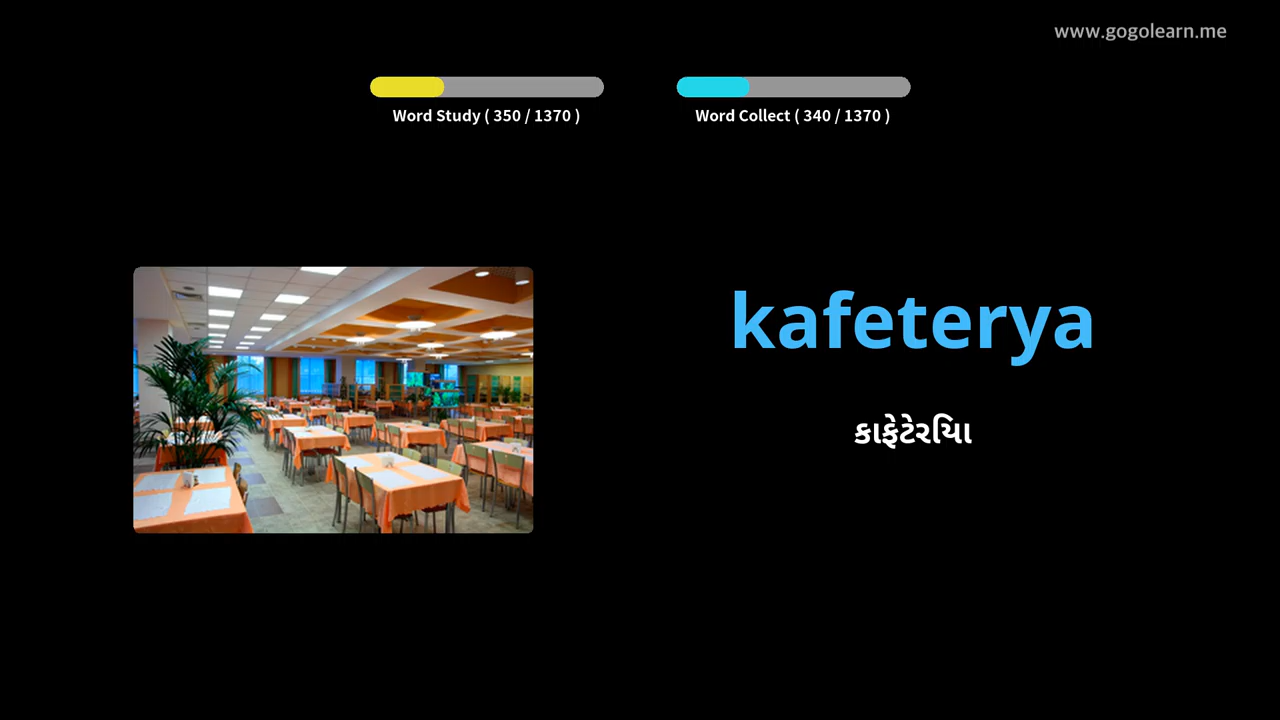 www.gogolearn.me
Word Study ( 350 / 1370 )
Word Collect ( 340 / 1370 )
kafeterya
કાફેટેરિયા